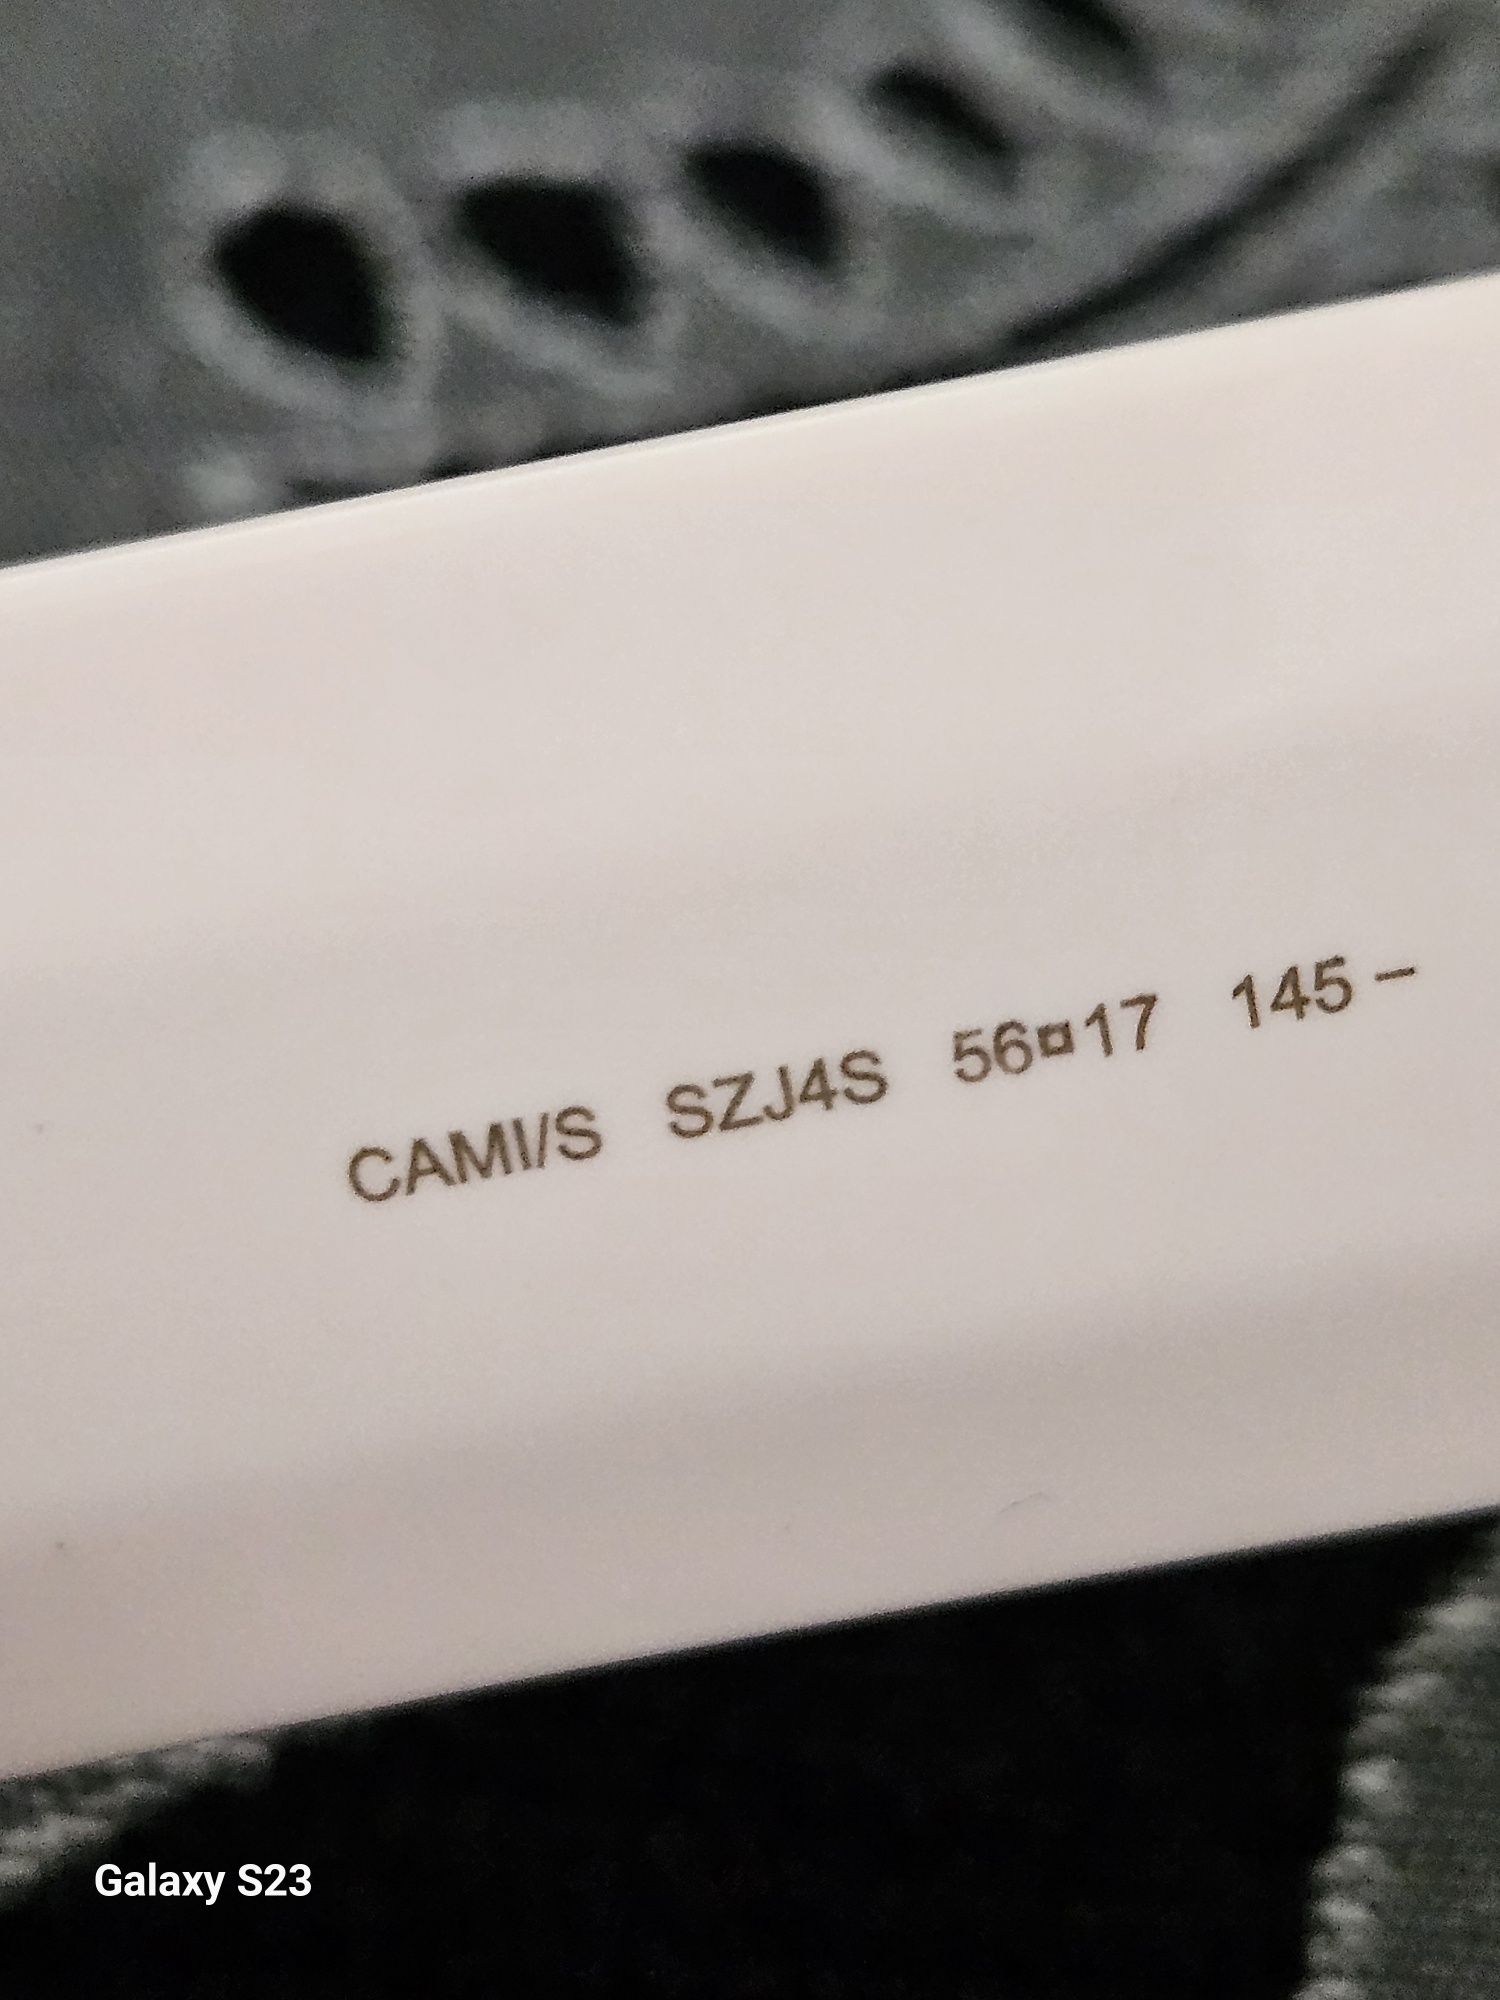 CAMI/S SZJ4S 56¤17 145 –
Galaxy S23